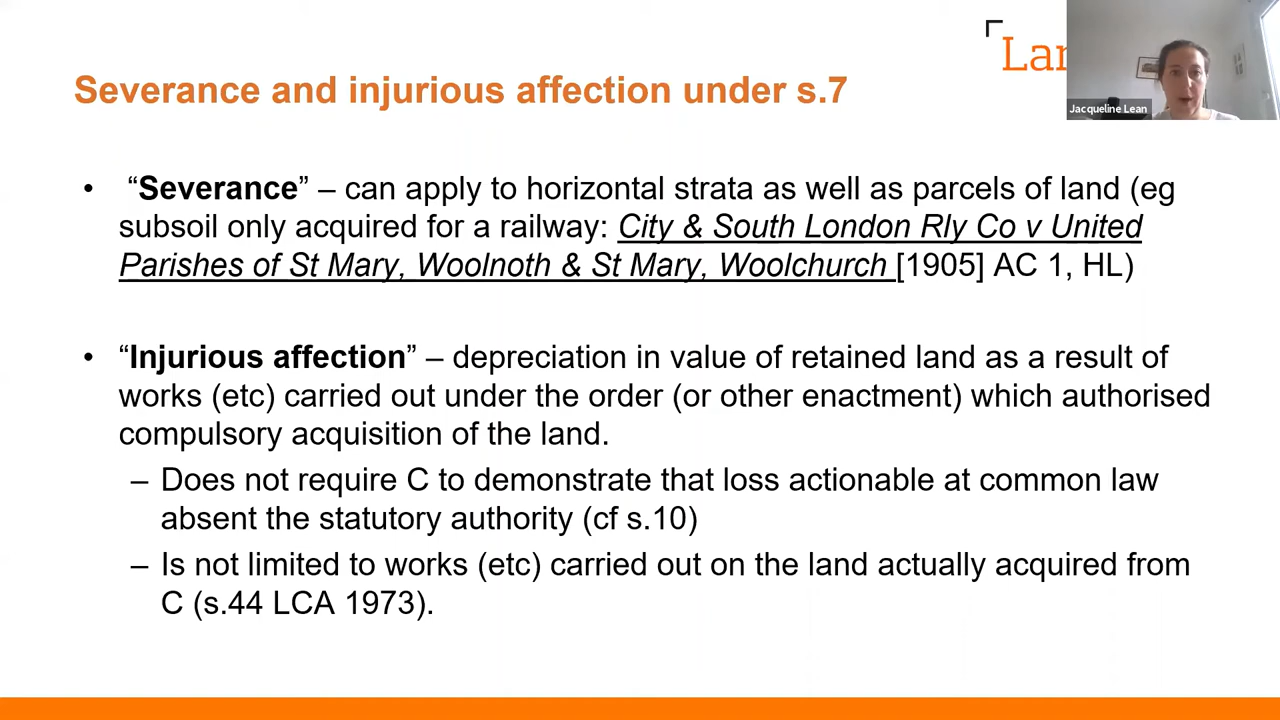 Severance and injurious affection under s.7
Jacqueline Lean
• “Severance” – can apply to horizontal strata as well as parcels of land (eg
subsoil only acquired for a railway: City & South London Rly Co v United
Parishes of St Mary, Woolnoth & St Mary, Woolchurch [1905] AC 1, HL)
• “Injurious affection” – depreciation in value of retained land as a result of
works (etc) carried out under the order (or other enactment) which authorised
compulsory acquisition of the land.
– Does not require C to demonstrate that loss actionable at common law
absent the statutory authority (cf s.10)
– Is not limited to works (etc) carried out on the land actually acquired from
C (s.44 LCA 1973).